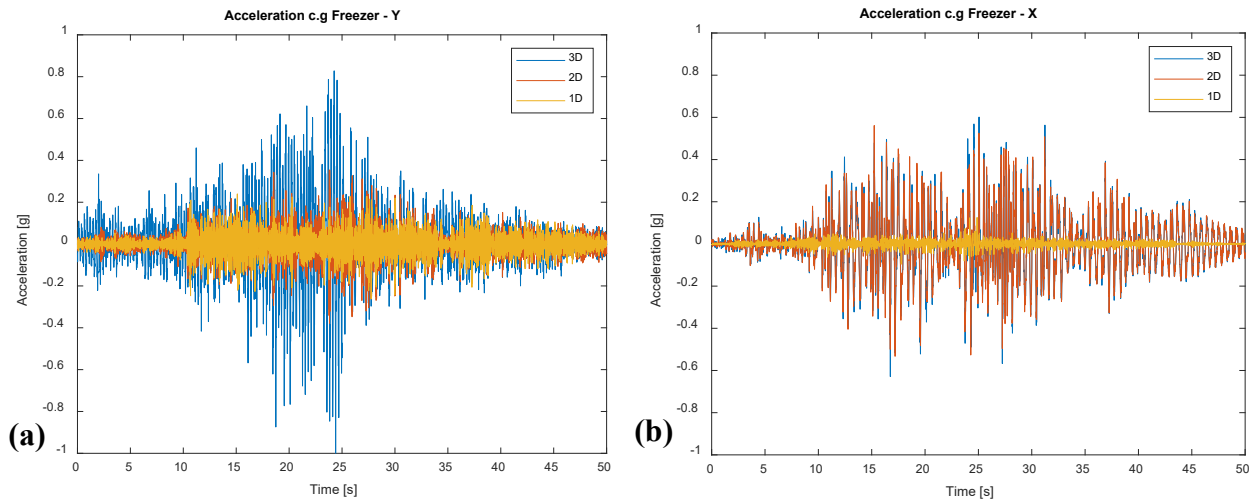 Acceleration c.g Freezer - Y
1
0.8
0.6
0.4
0.2
0
-0.2
-0.4
-0.6
-0.8
-1
Acceleration [g]
3D
2D
1D
0 5 10 15 20 25 30 35 40 45 50
Time [s]
(a)
Acceleration c.g Freezer - X
1
0.8
0.6
0.4
0.2
0
-0.2
-0.4
-0.6
-0.8
-1
Acceleration [g]
3D
2D
1D
0 5 10 15 20 25 30 35 40 45 50
Time [s]
(b)